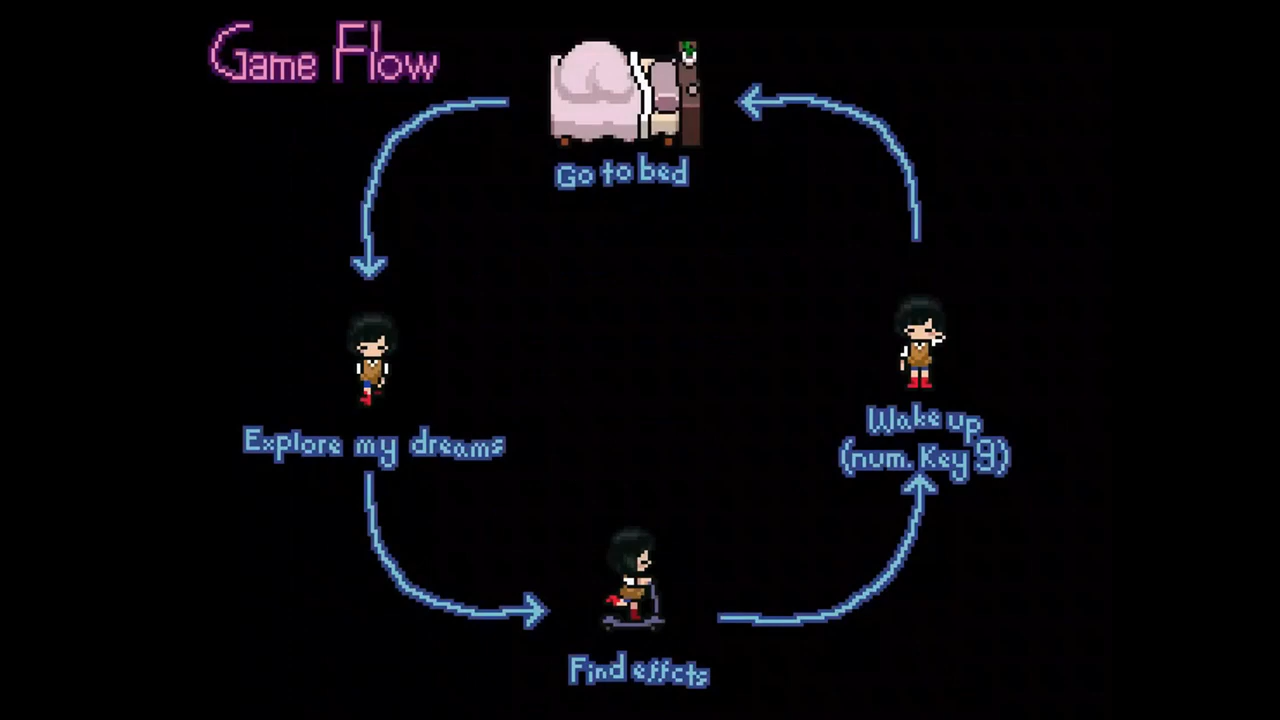 Game Flow
Go to bed
Explore my dreams
Wake up
(num. Key 9)
Find effcts